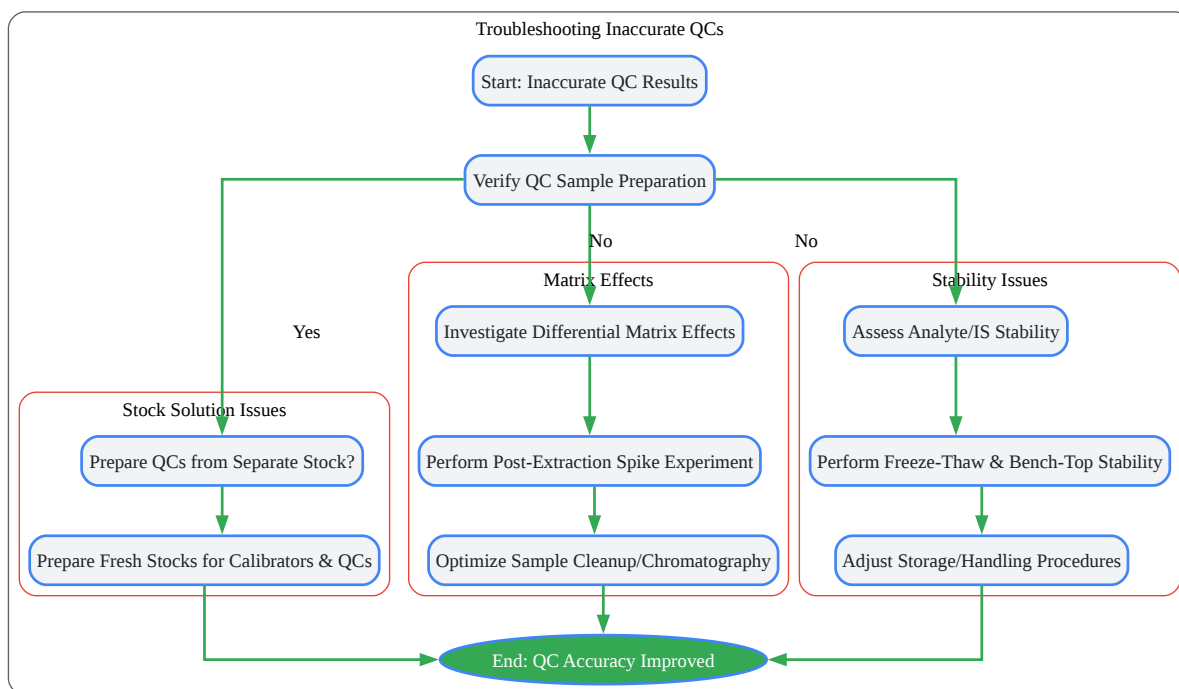 Troubleshooting Inaccurate QCs
Start: Inaccurate QC Results
Verify QC Sample Preparation
No
No
Yes
Stock Solution Issues
Prepare QCs from Separate Stock?
Prepare Fresh Stocks for Calibrators & QCs
Matrix Effects
Investigate Differential Matrix Effects
Perform Post-Extraction Spike Experiment
Optimize Sample Cleanup/Chromatography
Stability Issues
Assess Analyte/IS Stability
Perform Freeze-Thaw & Bench-Top Stability
Adjust Storage/Handling Procedures
End: QC Accuracy Improved